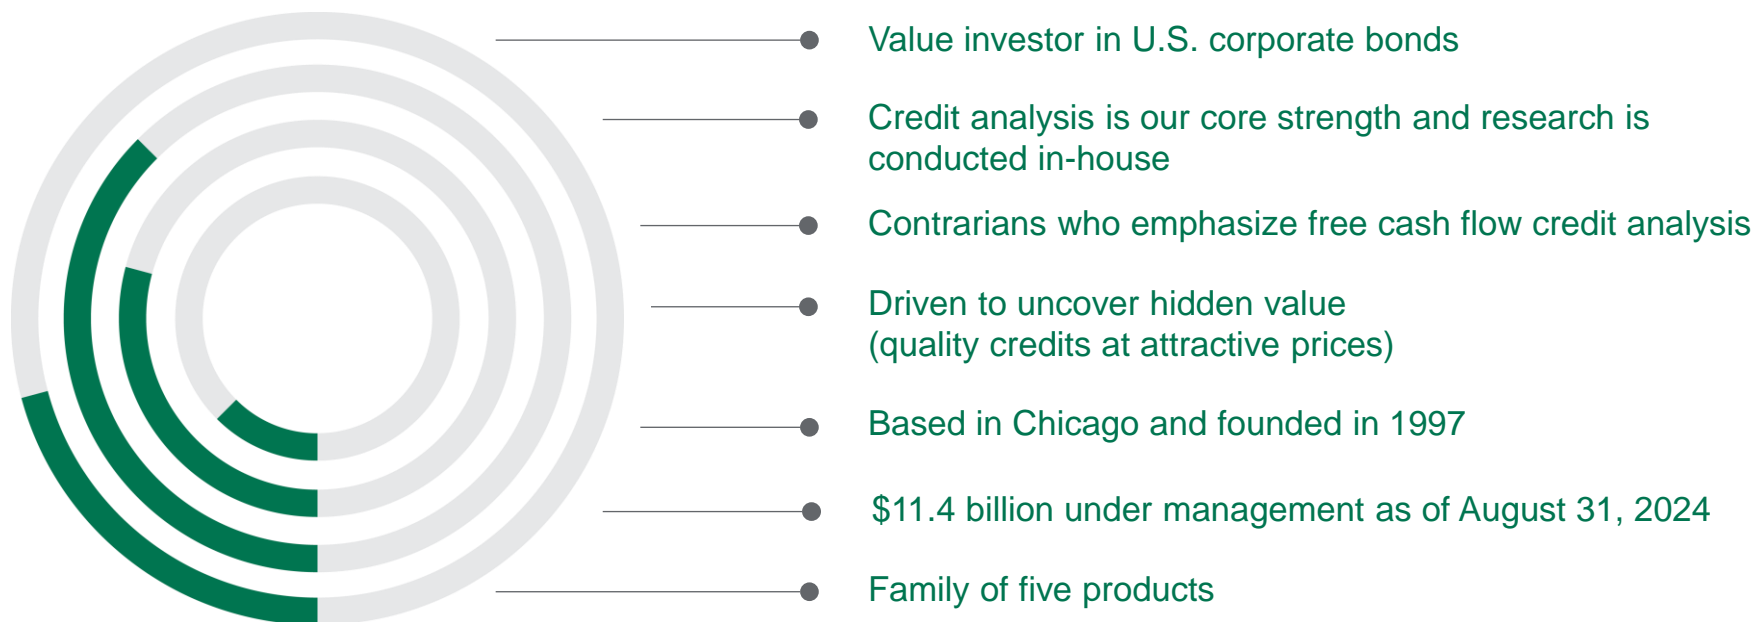 Value investor in U.S. corporate bonds
Credit analysis is our core strength and research is
conducted in-house
Contrarians who emphasize free cash flow credit analysis
Driven to uncover hidden value
(quality credits at attractive prices)
Based in Chicago and founded in 1997
$11.4 billion under management as of August 31, 2024
Family of five products